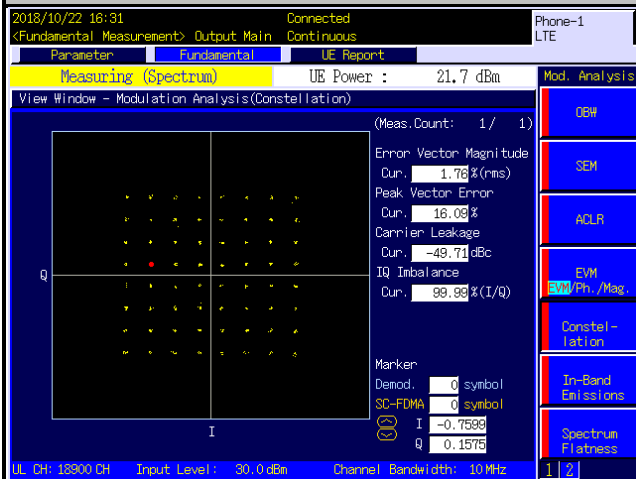 2018/10/22 16:31 Connected Phone-1
<Fundamental Measurement> Output Main Continuous LTE
Parameter Fundamental UE Report
Measuring (Spectrum) UE Power : 21.7 dBm Mod. Analysis
View Window - Modulation Analysis(Constellation)
(Meas.Count: 1/ 1)
OBW
Error Vector Magnitude
Cur. 1.76 %(rms)
SEM
Peak Vector Error
Cur. 16.09 %
Carrier Leakage
ACLR
Cur. -49.71 dBc
IQ Imbalance
Q
EVM
Cur. 99.99 %(I/Q)
EVM/Ph./Mag.
Constel-
lation
Marker
Demod. 0 symbol
In-Band
Emissions
SC-FDMA 0 symbol
I -0.7599
I
Q 0.1575
Spectrum
Flatness
UL CH: 18900 CH Input Level: 30.0 dBm Channel Bandwidth: 10 MHz 1 2